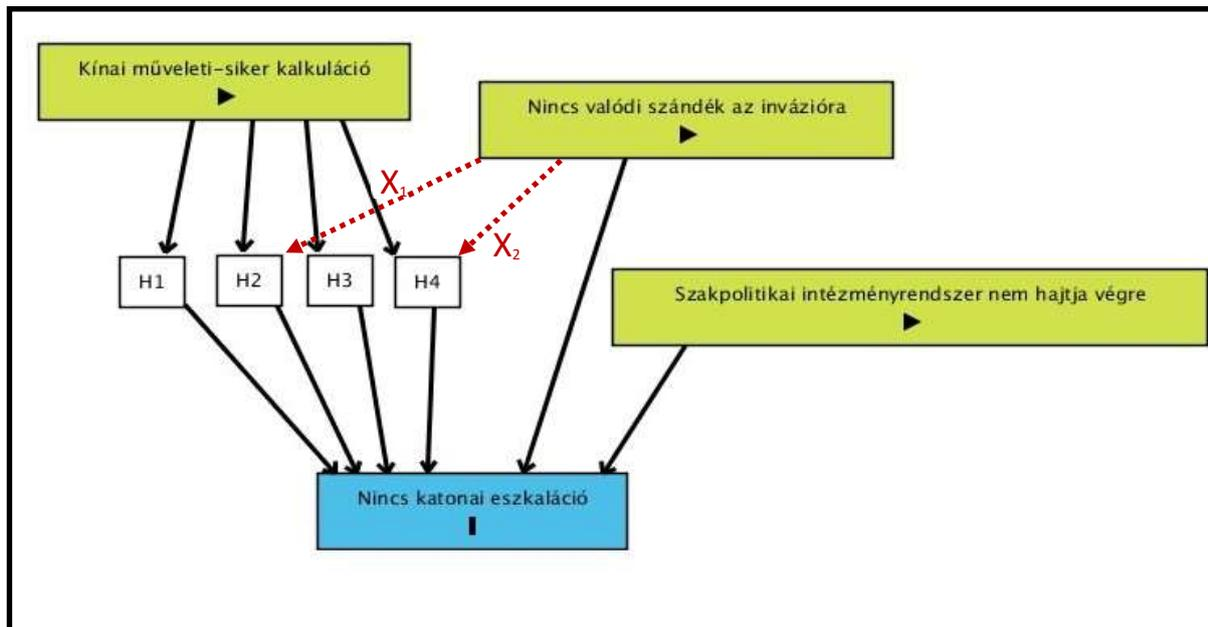 Kínai műveleti-siker kalkuláció
Nincs valódi szándék az invázióra
X₁
X₂
H1
H2
H3
H4
Szakpolitikai intézményrendszer nem hajtja végre
Nincs katonai eszkaláció